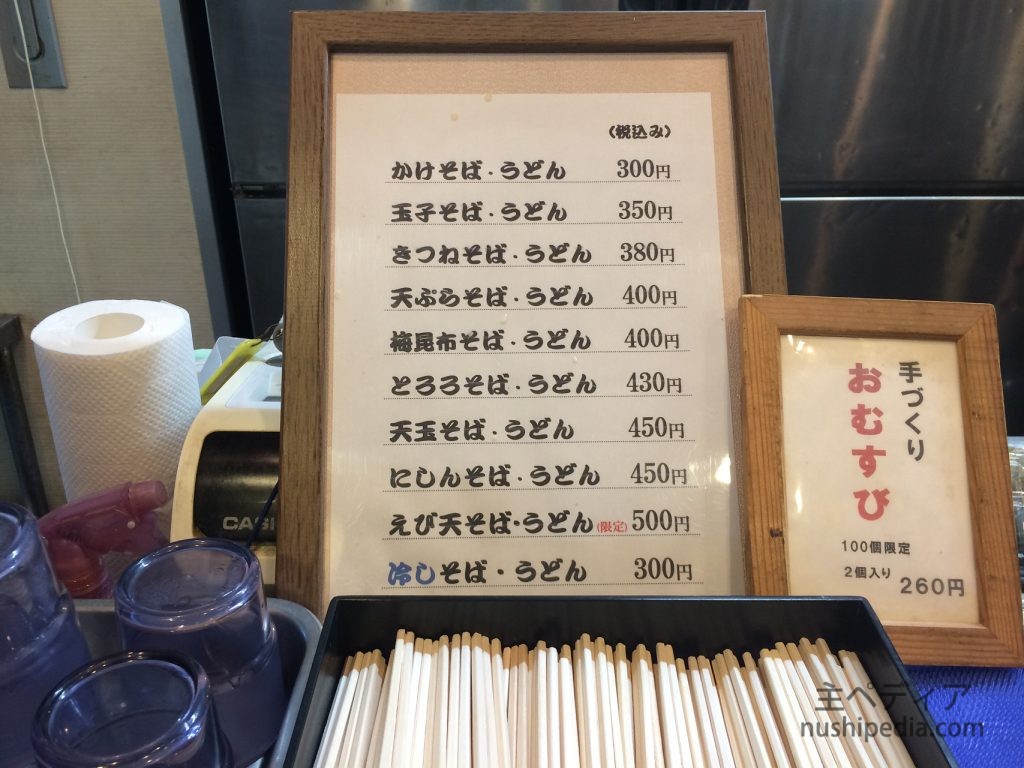 (税込み)
かけそば・うどん 300円
玉子そば・うどん 350円
きつねそば・うどん 380円
天ぷらそば・うどん 400円
梅昆布そば・うどん 400円
とろろそば・うどん 430円
天玉そば・うどん 450円
にしんそば・うどん 450円
えび天そば・うどん(限定) 500円
冷しそば・うどん 300円
手づくり
おむすび
100個限定
2個入り 260円
CASI
主ペディア
nushipedia.com